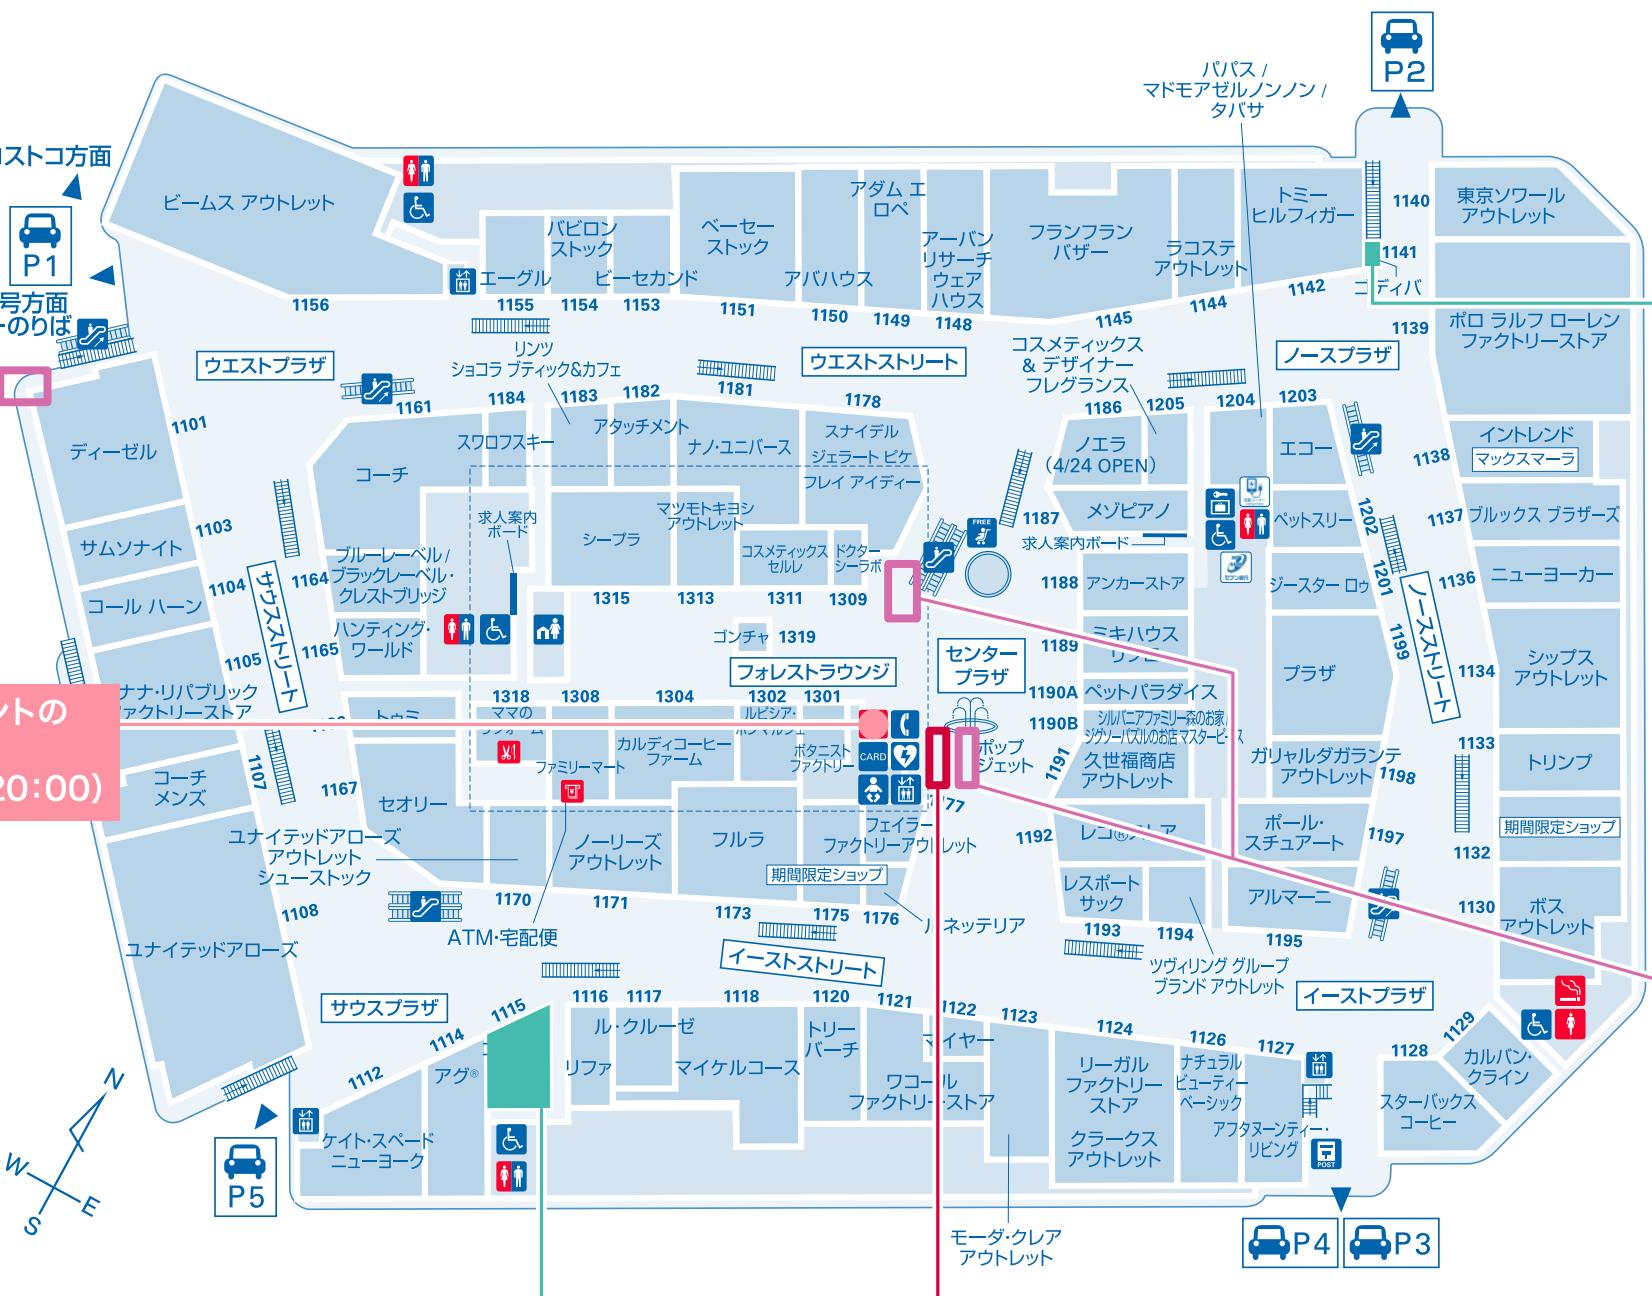 P2
パパス /
マドモアゼルノンノン /
タバサ
ストコ方面
P1
号方面
ーのりば
ビームス アウトレット
1156
エーグル
1155
バビロン
ストック
1154
ビーセカンド
1153
ベーセー
ストック
1151
アバハウス
1150
アダム エ
ロペ
1149
アーバン
リサーチ
ウェア
ハウス
1148
フランフラン
バザー
1145
ラコステ
アウトレット
1144
トミー
ヒルフィガー
1142
1140
1141
東京ソワール
アウトレット
1139
ポロ ラルフ ローレン
ファクトリーストア
ウエストプラザ
ウエストストリート
ノースプラザ
リンツ
ショコラ ブティック&カフェ
コスメティックス
& デザイナー
フレグランス
ディーゼル
1101
1161
1184
1183
1182
1181
1178
1186
1205
1204
1203
コーチ
スワロフスキー
アタッチメント
ナノ・ユニバース
スナイデル
ジェラート ピケ
フレイ アイディー
ノエラ
(4/24 OPEN)
エコー
1138
イントレンド
マックスマーラ
サムソナイト
1103
求人案内
ボード
シープラ
マツモトキヨシ
アウトレット
コスメティックス
セルレ
ドクター
シーラボ
FREE
1187
メゾピアノ
求人案内ボード
セブン銀行
ペットスリー
1202
1137
ブルックス ブラザーズ
コール ハーン
1104
サウスストリート
1164
ブルーレーベル /
ブラックレーベル・
クレストブリッジ
1315
1313
1311
1309
1188
アンカーストア
ジースター ロゥ
1201
ノースストリート
1136
ニューヨーカー
1105
1165
ハンティング・
ワールド
ゴンチャ
1319
フォレストラウンジ
センター
プラザ
1189
ミキハウス
プラザ
1199
1134
シップス
アウトレット
ナナ・リパブリック
ァクトリーストア
ントの
20:00)
1318
1308
1304
1302
1301
ママの
カルディコーヒー
ファーム
ルピシア・
ボタニスト
ファクトリー
ファミリーマート
CARD
1190A
ペットパラダイス
1190B
シルバニアファミリー森のお家
ジグソーパズルのお店マスターピース
1191
久世福商店
アウトレット
ガリャルダガランテ
アウトレット
1198
1133
トリンプ
コーチ
メンズ
1107
1167
セオリー
ユナイテッドアローズ
アウトレット
シューストック
ノーリーズ
アウトレット
フルラ
フェイラー
ファクトリーアウトレット
期間限定ショップ
1192
ポール・
スチュアート
1197
期間限定ショップ
1132
ユナイテッドアローズ
1108
1170
1171
1173
1175
1176
ATM・宅配便
イーストストリート
レスポート
サック
1193
1194
ツヴィリング グループ
ブランド アウトレット
アルマーニ
1195
1130
ボス
アウトレット
サウスプラザ
イーストプラザ
1112
1114
1115
1116
1117
1118
1120
1121
1122
1123
1124
1126
1127
1128
1129
アグ®
リファ
ル・クルーゼ
マイケルコース
トリー
バーチ
マイヤー
ワコール
ファクトリーストア
リーガル
ファクトリー
ストア
クラークス
アウトレット
ナチュラル
ビューティー
ベーシック
アフタヌーンティー・
リビング
POST
スターバックス
コーヒー
カルバン・
クライン
ケイト・スペード
ニューヨーク
モーダ・クレア
アウトレット
N
W
E
S
P5
P4
P3